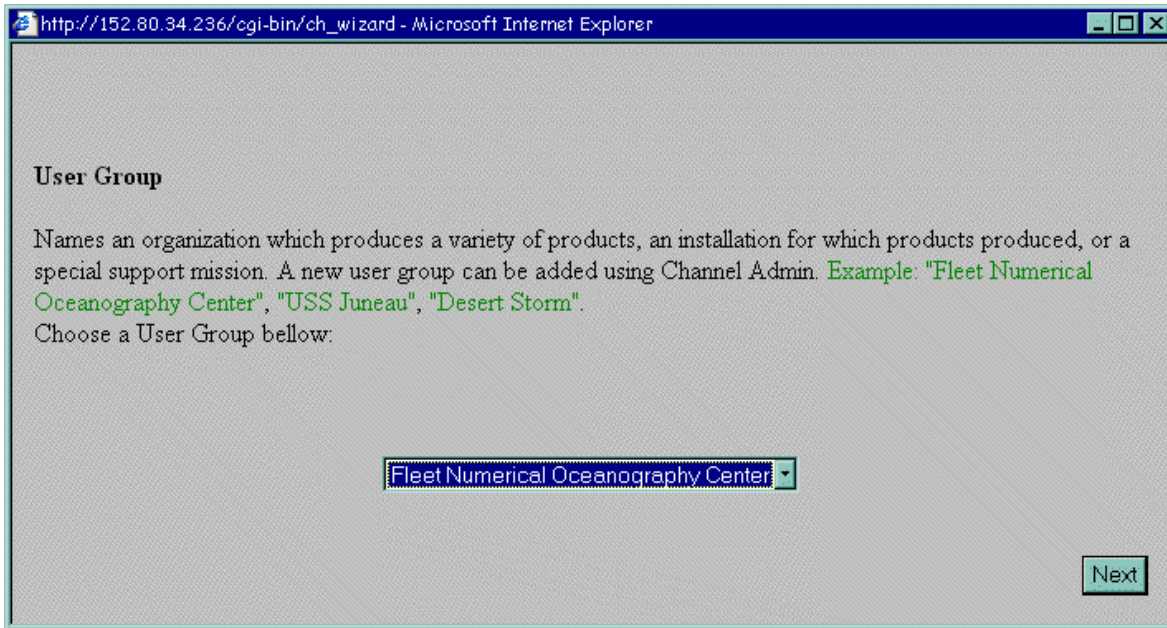 http://152.80.34.236/cgi-bin/ch_wizard - Microsoft Internet Explorer
User Group
Names an organization which produces a variety of products, an installation for which products produced, or a
special support mission. A new user group can be added using Channel Admin. Example: "Fleet Numerical
Oceanography Center", "USS Juneau", "Desert Storm".
Choose a User Group bellow:
Fleet Numerical Oceanography Center
Next